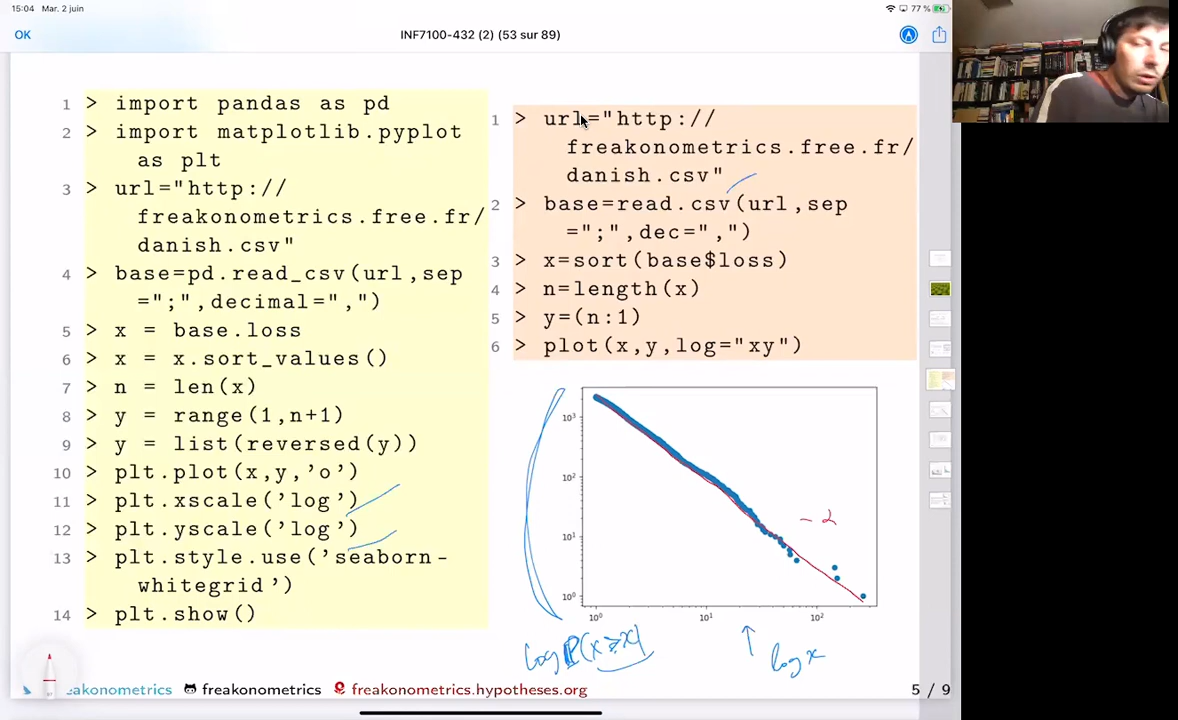 15:04 Mar. 2 juin
77 %
OK
INF7100-432 (2) (53 sur 89)
1 > import pandas as pd
2 > import matplotlib.pyplot
as plt
3 > url="http://
freakonometrics.free.fr/
danish.csv"
4 > base=pd.read_csv(url,sep
=";",decimal=",")
5 > x = base.loss
6 > x = x.sort_values()
7 > n = len(x)
8 > y = range(1,n+1)
9 > y = list(reversed(y))
10 > plt.plot(x,y,'o')
11 > plt.xscale('log')
12 > plt.yscale('log')
13 > plt.style.use('seaborn-
whitegrid')
14 > plt.show()
1 > url="http://
freakonometrics.free.fr/
danish.csv"
2 > base=read.csv(url,sep
=";",dec=",")
3 > x=sort(base$loss)
4 > n=length(x)
5 > y=(n:1)
6 > plot(x,y,log="xy")
10³
10²
10¹
10⁰
10⁰ 10¹ 10²
-2
log P(X>x)
log x
eakonometrics freakonometrics freakonometrics.hypotheses.org 5 / 9